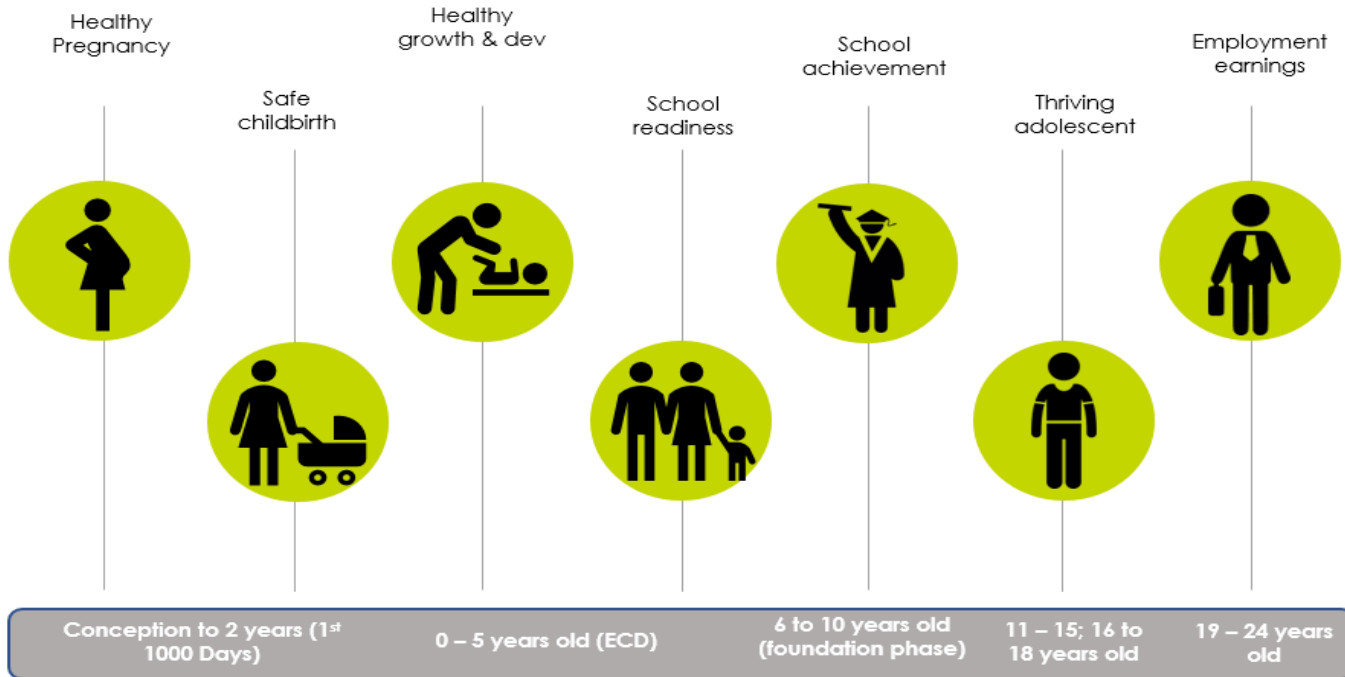 Healthy
Pregnancy
Safe
childbirth
Healthy
growth & dev
School
readiness
School
achievement
Thriving
adolescent
Employment
earnings
Conception to 2 years (1st
1000 Days)
0 – 5 years old (ECD)
6 to 10 years old
(foundation phase)
11 – 15; 16 to
18 years old
19 – 24 years
old